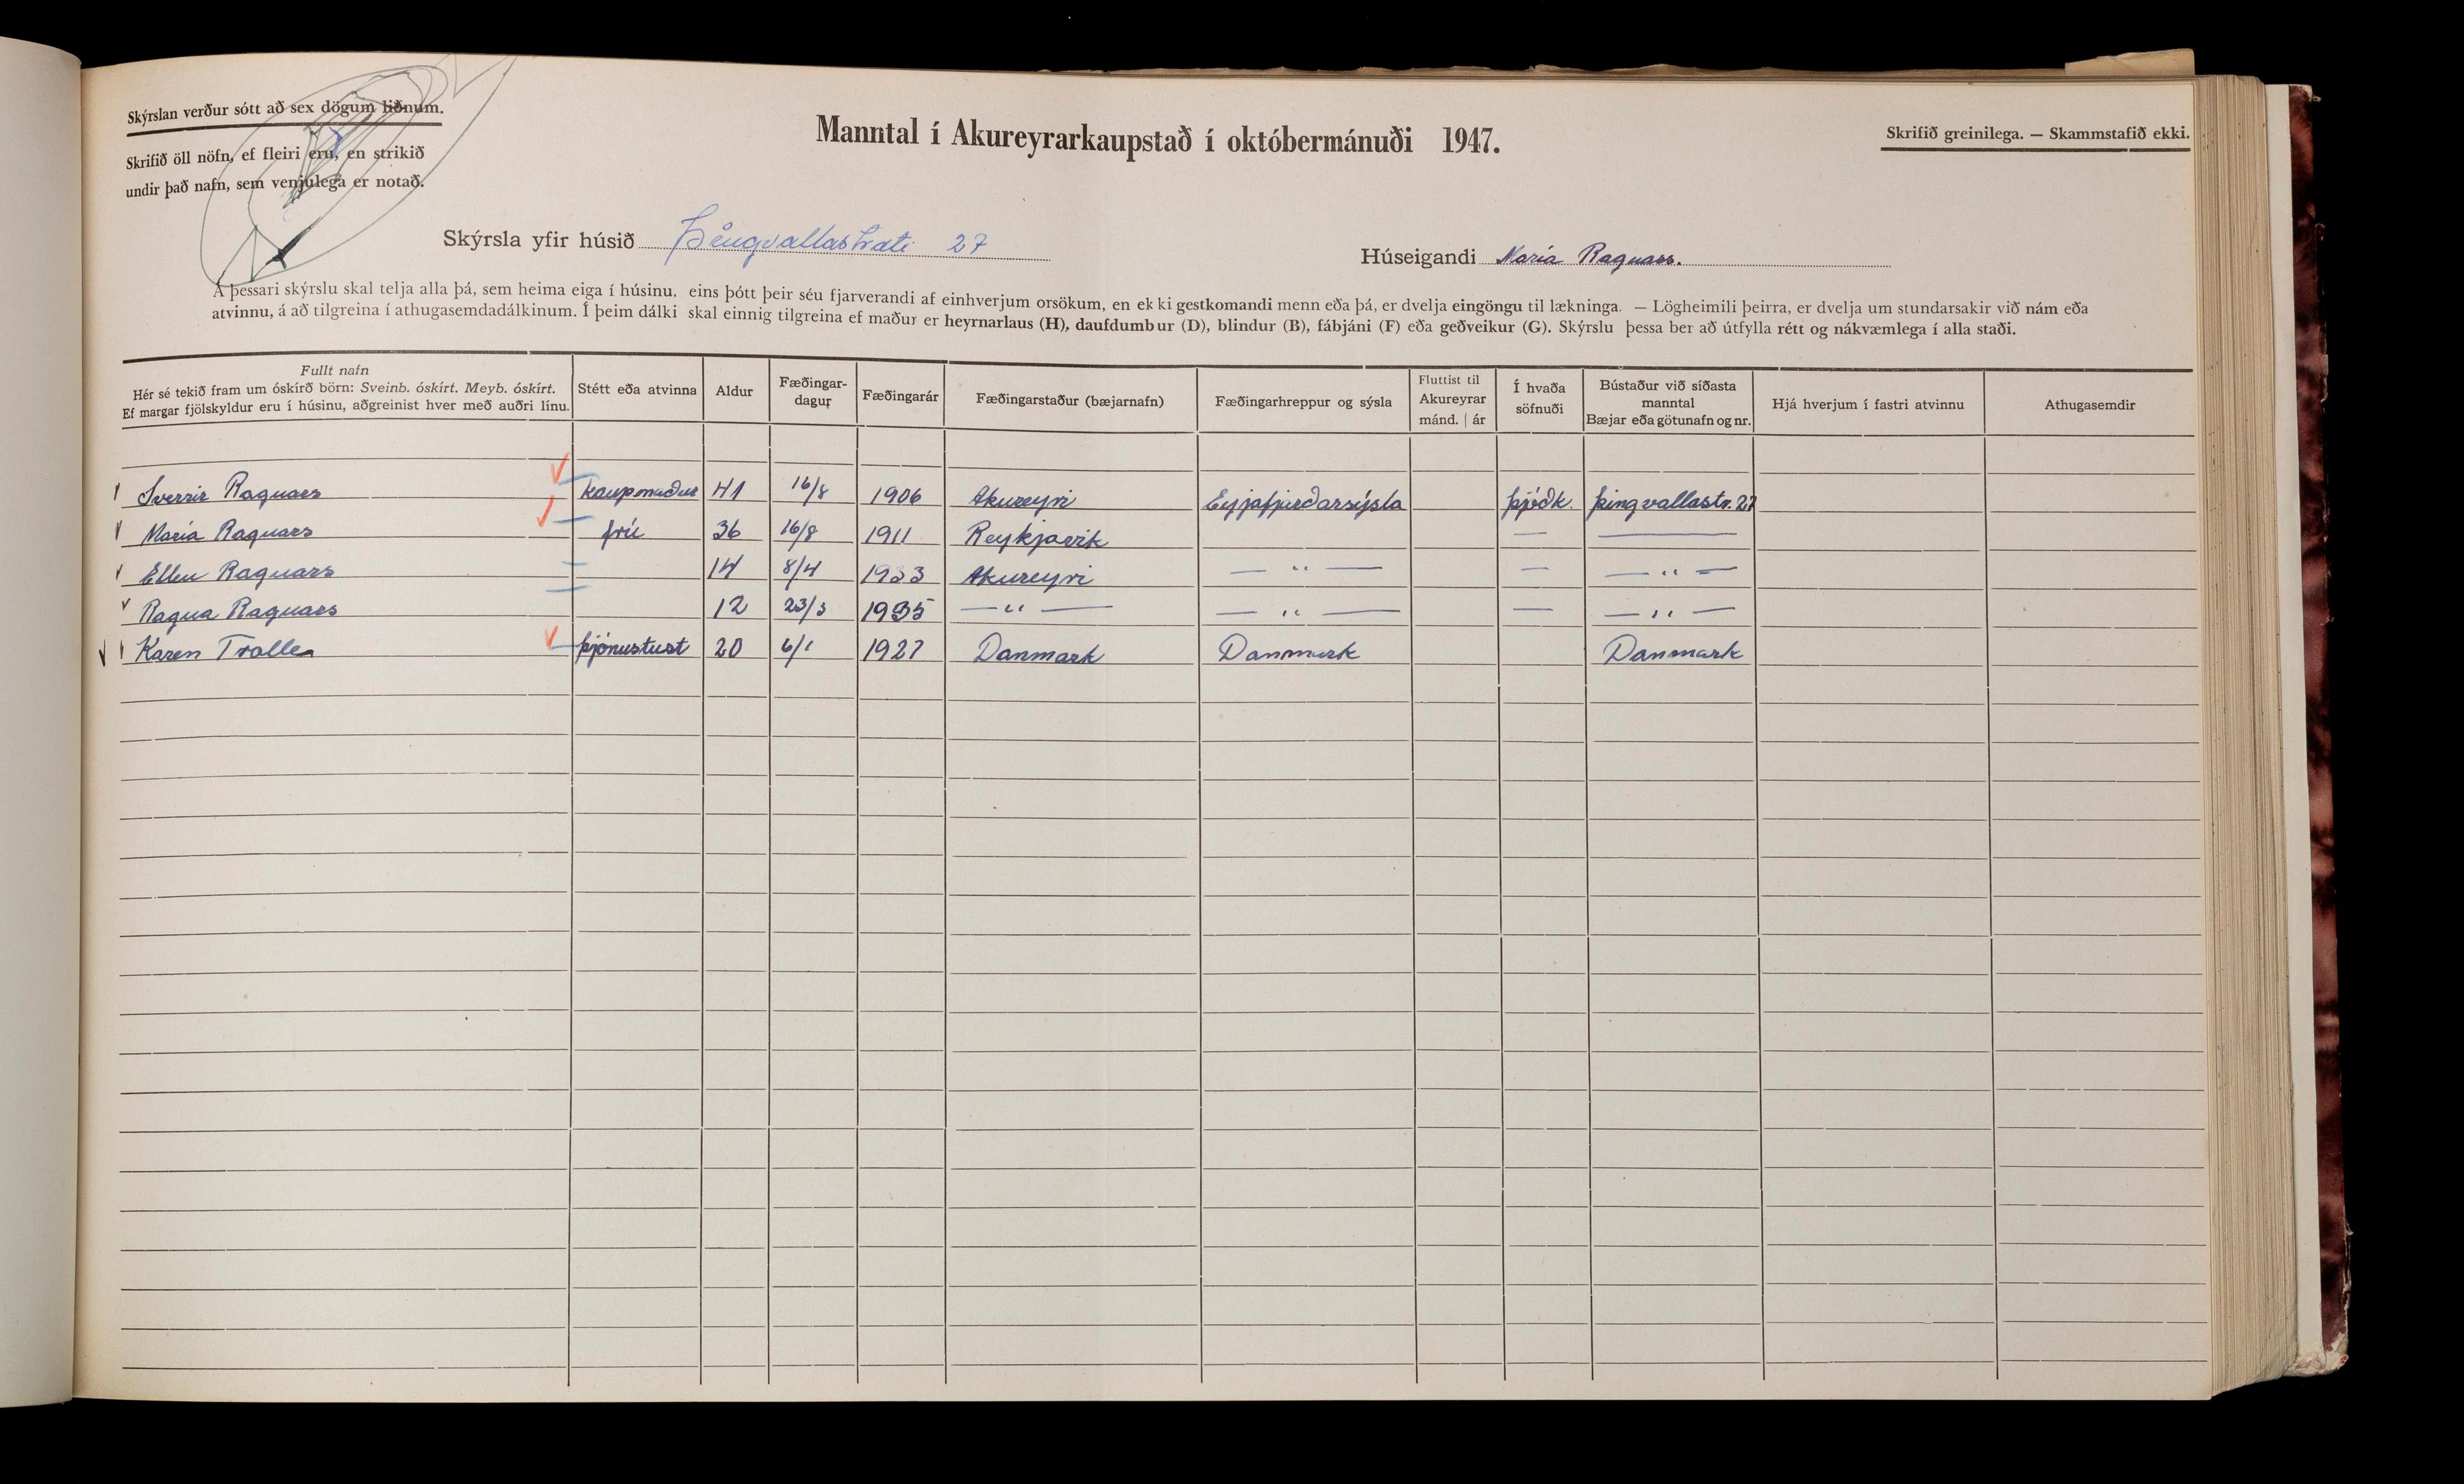 Skýrslan verður sótt að sex dögum liðnum.
Skrifið öll nöfn, ef fleiri eru, en strikið
undir það nafn, sem venjulega er notað.
Manntal í Akureyrarkaupstað í októbermánuði 1947.
Skrifið greinilega. — Skammstafið ekki.
Skýrsla yfir húsið Þingvallastræti 27
Húseigandi María Ragnars.
Á þessari skýrslu skal telja alla þá, sem heima eiga í húsinu, eins þótt þeir séu fjarverandi af einhverjum orsökum, en ekki gestkomandi menn eða þá, er dvelja eingöngu til lækninga. — Lögheimili þeirra, er dvelja um stundarsakir við nám eða
atvinnu, á að tilgreina í athugasemdadálkinum. Í þeim dálki skal einnig tilgreina ef maður er heyrnarlaus (H), daufdumbur (D), blindur (B), fábjáni (F) eða geðveikur (G). Skýrslu þessa ber að útfylla rétt og nákvæmlega í alla staði.
Fullt nafn
Hér sé tekið fram um óskírð börn: Sveinb. óskírt. Meyb. óskírt.
Ef margar fjölskyldur eru í húsinu, aðgreinist hver með auðri línu.
Stétt eða atvinna
Aldur
Fæðingar-
dagur
Fæðingarár
Fæðingarstaður (bæjarnafn)
Fæðingarhreppur og sýsla
Fluttist til
Akureyrar
mánd. | ár
Í hvaða
söfnuði
Bústaður við síðasta
manntal
Bæjar eða götunafn og nr.
Hjá hverjum í fastri atvinnu
Athugasemdir
Sverrir Ragnars kaupmaður 41 16/8 1906 Akureyri Eyjafjarðarsýsla þjóðk. þingvallastr. 27
María Ragnars frú 36 16/8 1911 Reykjavík — —
Ellen Ragnars 14 8/4 1933 Akureyri — " — — — " —
Ragna Ragnars 12 23/3 1935 — " — — " — — — " —
Karen Trolle þjónustust 20 6/1 1927 Danmark Danmark Danmark